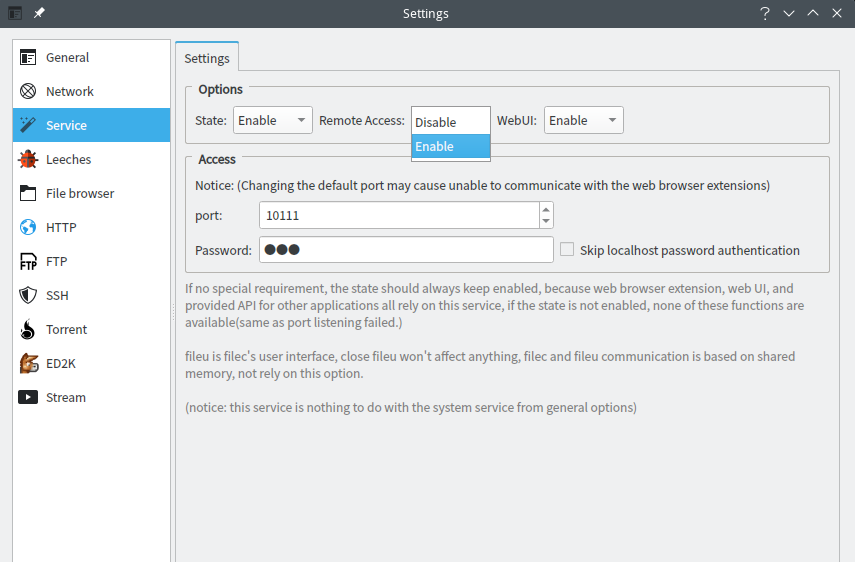 Settings
General
Network
Service
Leeches
File browser
HTTP
FTP
FTP
SSH
Torrent
ED2K
Stream
Settings
Options
State: Enable Remote Access: Disable Enable WebUI: Enable
Access
Notice: (Changing the default port may cause unable to communicate with the web browser extensions)
port: 10111
Password: ●●● Skip localhost password authentication
If no special requirement, the state should always keep enabled, because web browser extension, web UI, and
provided API for other applications all rely on this service, if the state is not enabled, none of these functions are
available(same as port listening failed.)
fileu is filec's user interface, close fileu won't affect anything, filec and fileu communication is based on shared
memory, not rely on this option.
(notice: this service is nothing to do with the system service from general options)